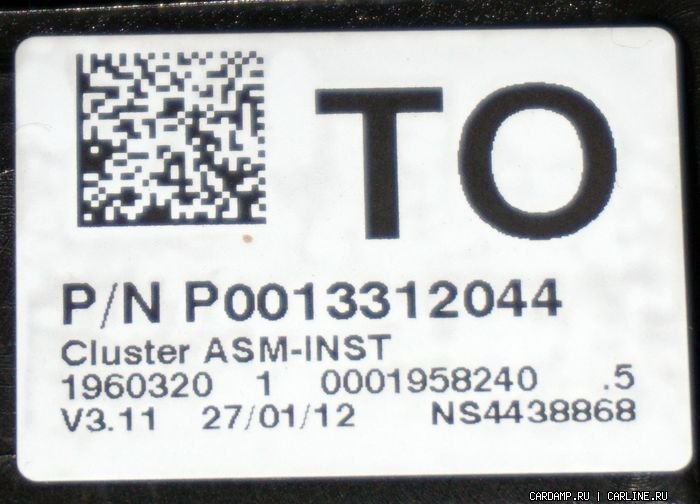 TO
P/N P0013312044
Cluster ASM-INST
1960320 1 0001958240 .5
V3.11 27/01/12 NS4438868
CARDAMP.RU | CARLINE.RU